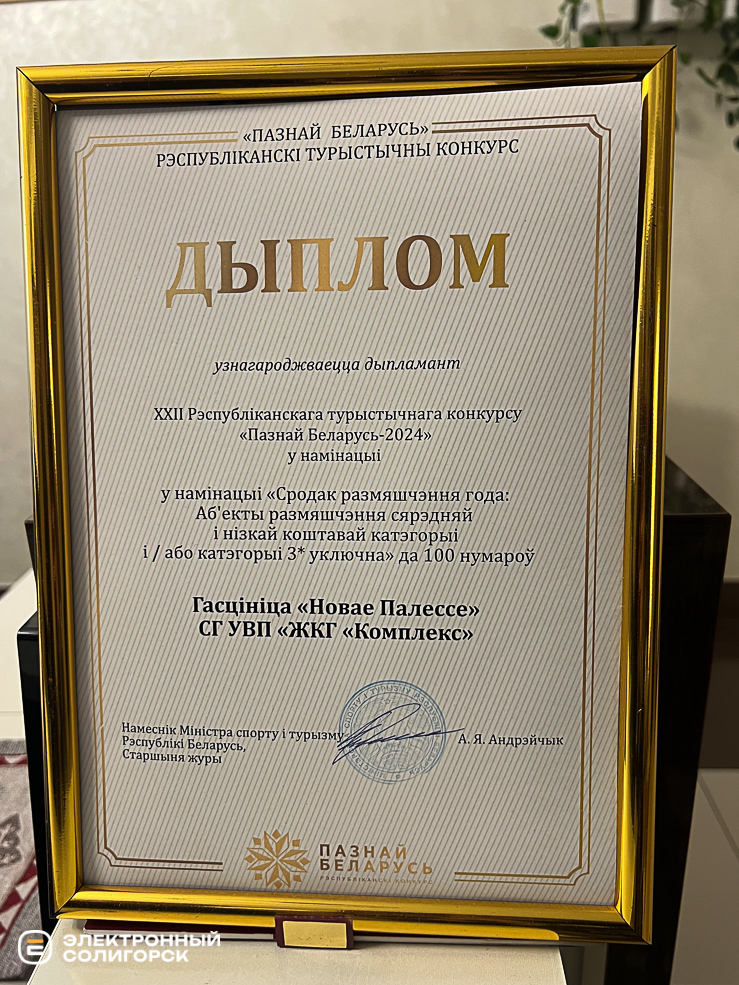 «ПАЗНАЙ БЕЛАРУСЬ»
РЭСПУБЛІКАНСКІ ТУРЫСТЫЧНЫ КОНКУРС
ДЫПЛОМ
узнагароджваецца дыпламант
XXII Рэспубліканскага турыстычнага конкурсу
«Пазнай Беларусь-2024»
у намінацыі
у намінацыі «Сродак размяшчэння года:
Аб'екты размяшчэння сярэдняй
і нізкай коштавай катэгорыі
і / або катэгорыі 3* уключна» да 100 нумароў
Гасцініца «Новае Палессе»
СГ УВП «ЖКГ «Комплекс»
Намеснік Міністра спорту і турызму
Рэспублікі Беларусь,
Старшыня журы
А. Я. Андрэйчык
ПАЗНАЙ
БЕЛАРУСЬ
РЭСПУБЛІКАНСКІ КОНКУРС
ЭЛЕКТРОННЫЙ
СОЛИГОРСК